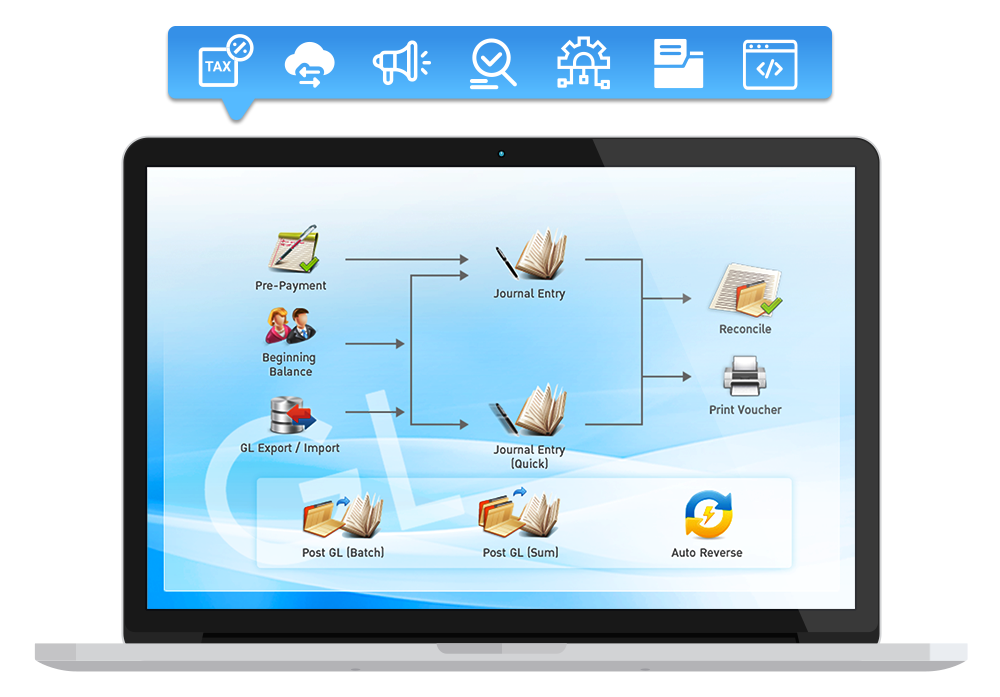 TAX
Pre-Payment
Journal Entry
Reconcile
Beginning
Balance
Print Voucher
GL Export / Import
Journal Entry
(Quick)
GL
Post GL (Batch)
Post GL (Sum)
Auto Reverse